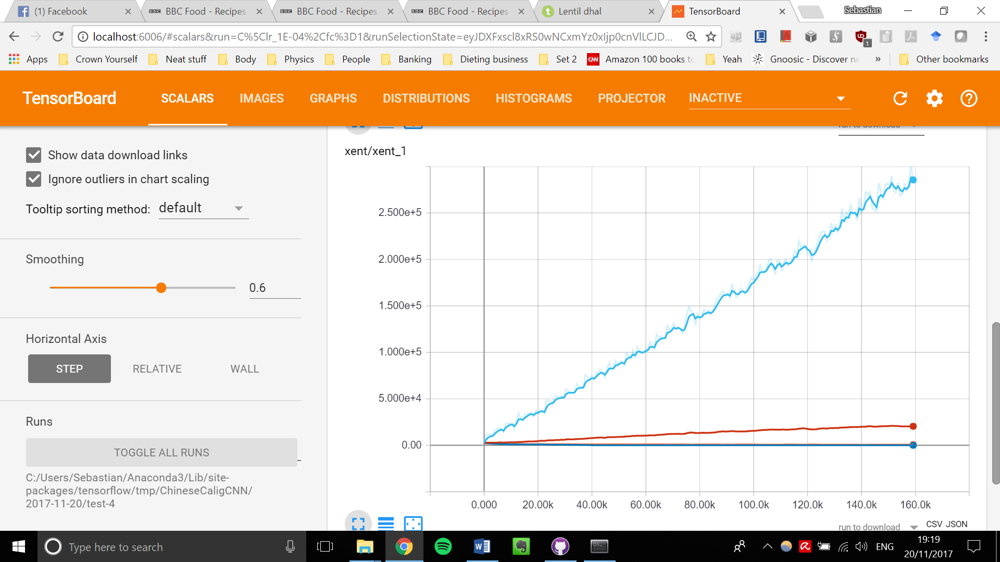 (1) Facebook
BBC Food - Recipes
BBC Food - Recipes
BBC Food - Recipes
Lentil dhal
TensorBoard
Sebastian
localhost:6006/#scalars&run=C%5Clr_1E-04%2Cfc%3D1&runSelectionState=eyJDXFxscl8xRS0wNCxmYz0xIjp0cnVlLCJD...
Apps
Crown Yourself
Neat stuff
Body
Physics
People
Banking
Dieting business
Set 2
Amazon 100 books to
Yeah
Gnoosic - Discover ne
»
Other bookmarks
TensorBoard
SCALARS
IMAGES
GRAPHS
DISTRIBUTIONS
HISTOGRAMS
PROJECTOR
INACTIVE
Show data download links
Ignore outliers in chart scaling
Tooltip sorting method: default
Smoothing
0.6
Horizontal Axis
STEP
RELATIVE
WALL
Runs
TOGGLE ALL RUNS
C:/Users/Sebastian/Anaconda3/Lib/site-
packages/tensorflow/tmp/ChineseCaligCNN/
2017-11-20/test-4
run to download
xent/xent_1
2.500e+5
2.000e+5
1.500e+5
1.000e+5
5.000e+4
0.00
0.000
20.00k
40.00k
60.00k
80.00k
100.0k
120.0k
140.0k
160.0k
run to download
CSV JSON
Type here to search
ENG
19:19
20/11/2017